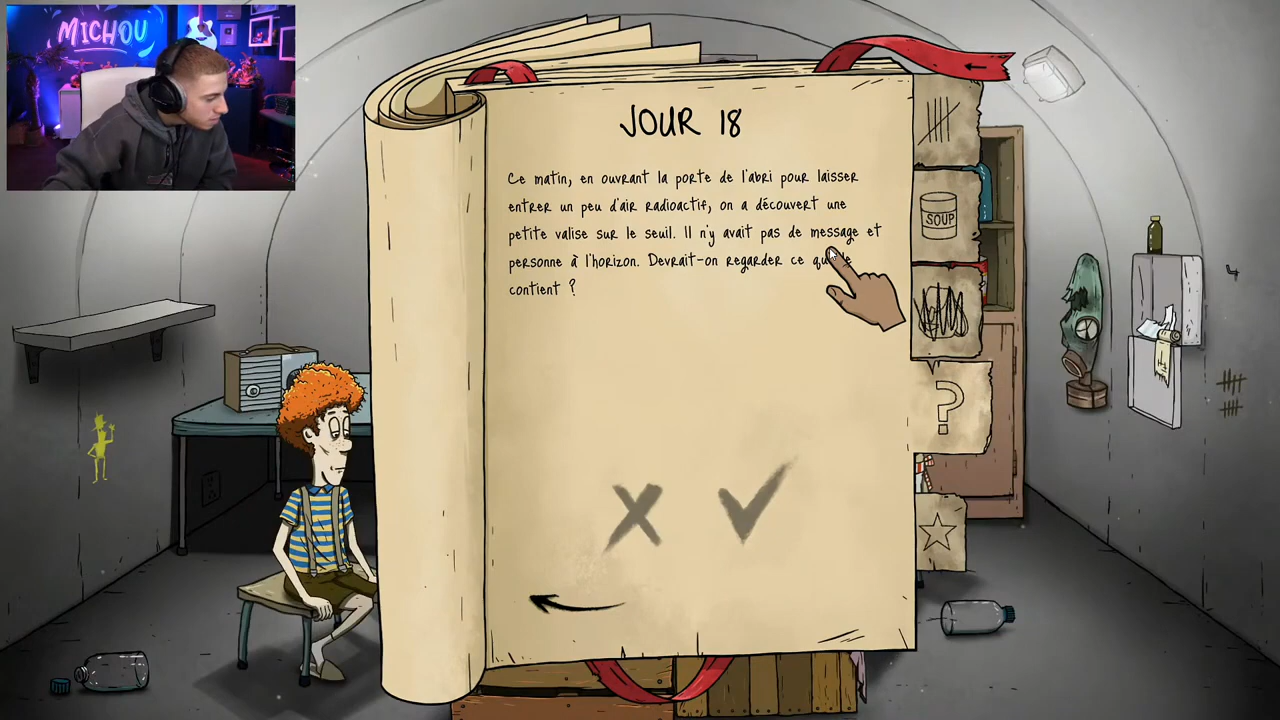 MICHOU
JOUR 18
Ce matin, en ouvrant la porte de l'abri pour laisser
entrer un peu d'air radioactif, on a découvert une
petite valise sur le seuil. Il n'y avait pas de message et
personne à l'horizon. Devrait-on regarder ce
contient ?
SOUP